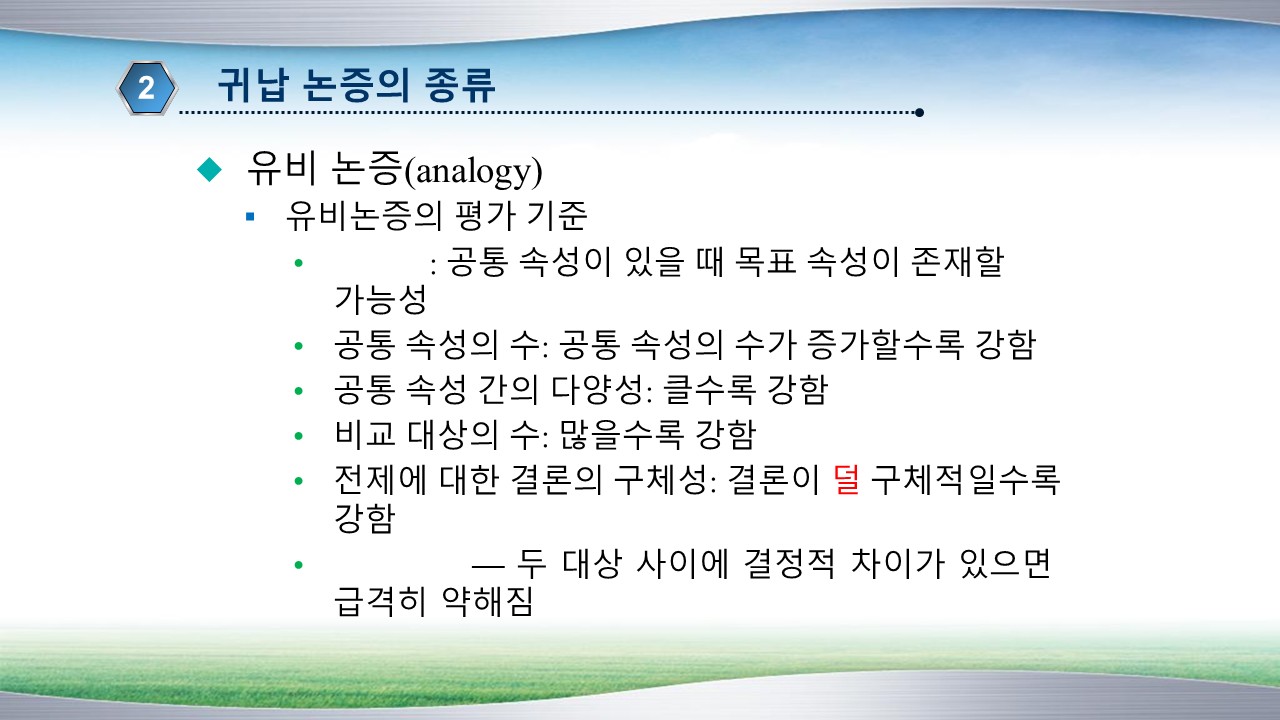 2
귀납 논증의 종류
유비 논증(analogy)
유비논증의 평가 기준
: 공통 속성이 있을 때 목표 속성이 존재할
가능성
공통 속성의 수: 공통 속성의 수가 증가할수록 강함
공통 속성 간의 다양성: 클수록 강함
비교 대상의 수: 많을수록 강함
전제에 대한 결론의 구체성: 결론이 덜 구체적일수록
강함
— 두 대상 사이에 결정적 차이가 있으면
급격히 약해짐